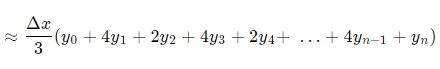 ≈ Δx/3 (y₀ + 4y₁ + 2y₂ + 4y₃ + 2y₄+ … + 4yₙ₋₁ + yₙ)